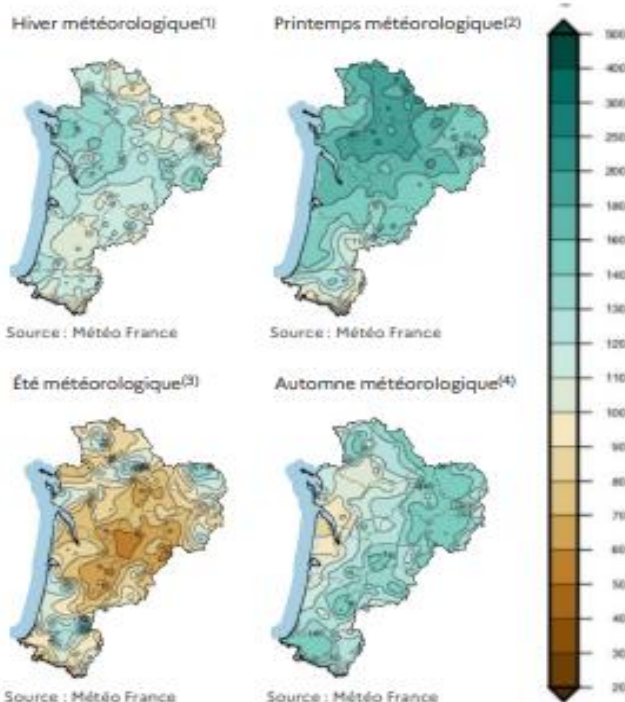 Hiver météorologique(1)
Printemps météorologique(2)
Source : Météo France
Source : Météo France
Été météorologique(3)
Automne météorologique(4)
Source : Météo France
Source : Météo France
500
400
300
250
200
180
160
140
120
110
100
90
80
70
60
50
40
30
20